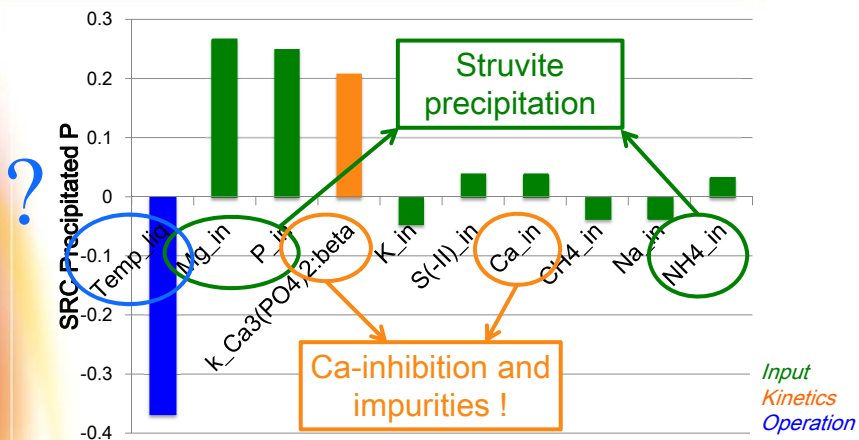 0.3
0.2
0.1
0
-0.1
-0.2
-0.3
-0.4
SRC-Precipitated P
?
Struvite
precipitation
Temp_liq
Mg_in
P_in
k_Ca3(PO4)2:beta
K_in
S(-II)_in
Ca_in
CH4_in
Na_in
NH4_in
Ca-inhibition and
impurities !
Input
Kinetics
Operation